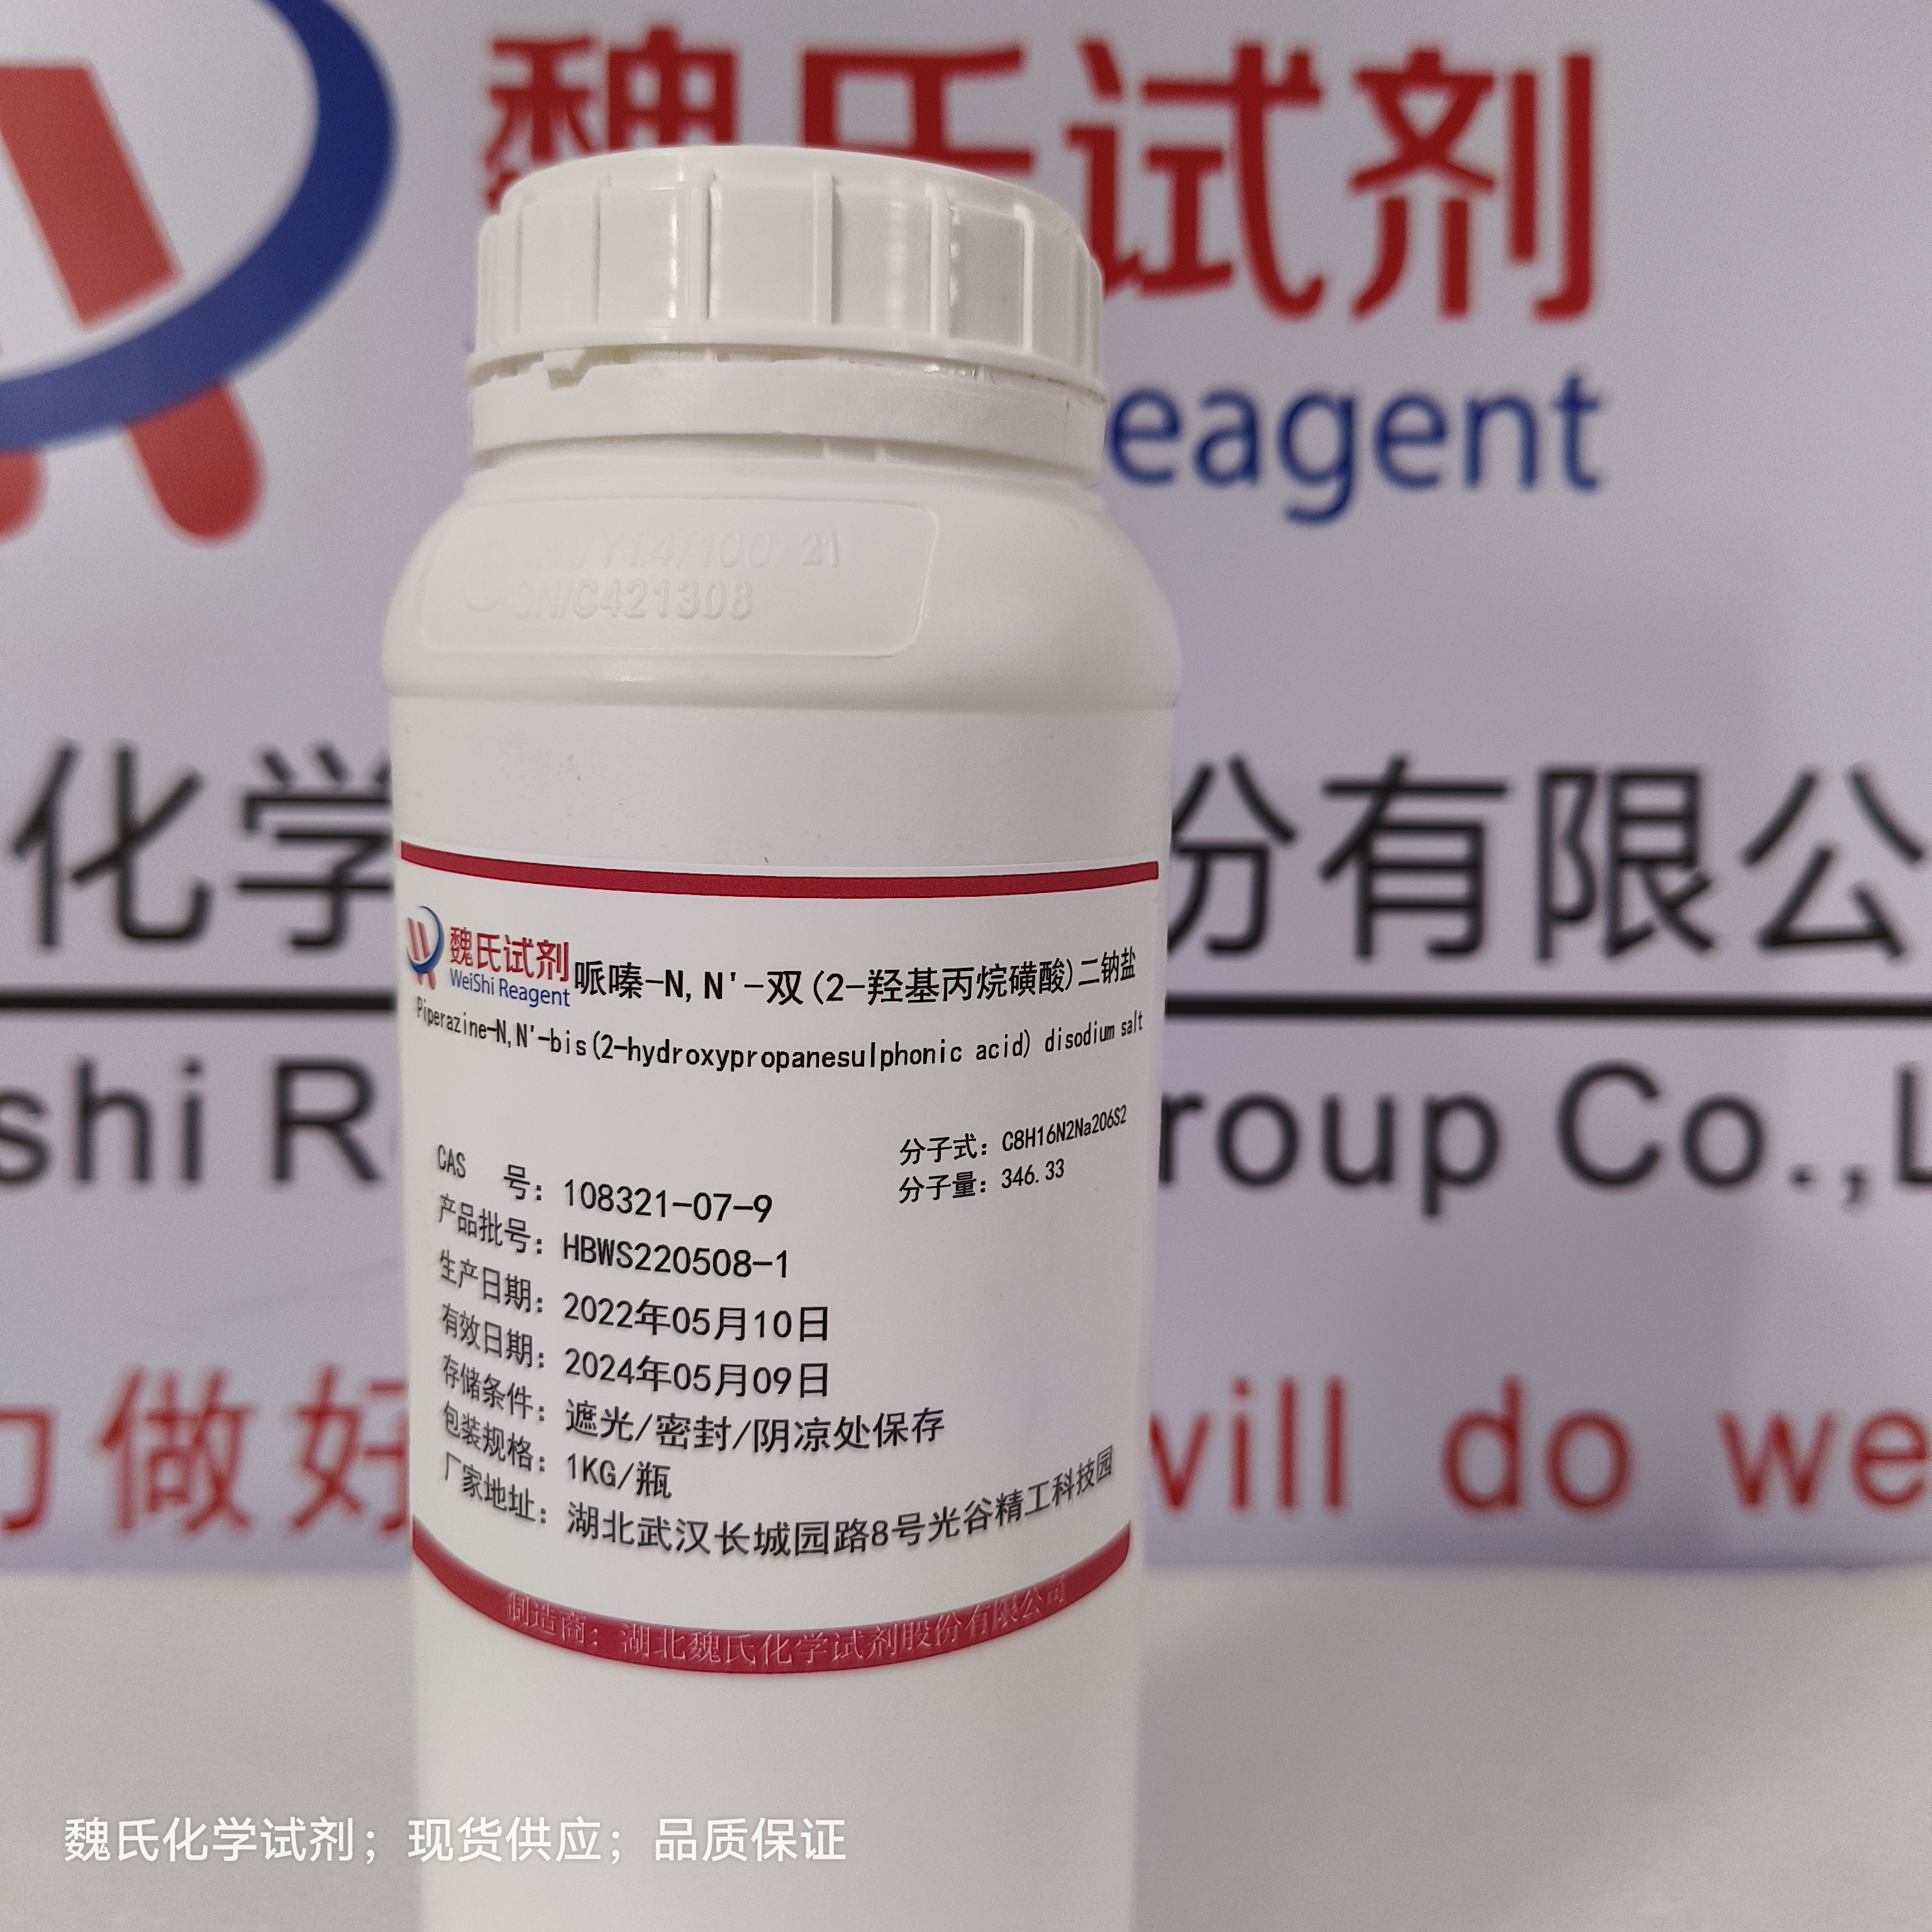 魏氏试剂
eagent
Y1.4/100/21
CN/C421308
化学 份有限公
shi R roup Co.,L
力做好 will do we
魏氏试剂
WeiShi Reagent
哌嗪-N,N'-双(2-羟基丙烷磺酸)二钠盐
Piperazine-N,N'-bis(2-hydroxypropanesulphonic acid) disodium salt
分子式：C8H16N2Na2O6S2
分子量：346.33
CAS 号：108321-07-9
产品批号：HBWS220508-1
生产日期：2022年05月10日
有效日期：2024年05月09日
存储条件：遮光/密封/阴凉处保存
包装规格：1KG/瓶
厂家地址：湖北武汉长城园路8号光谷精工科技园
制造商：湖北魏氏化学试剂股份有限公司
魏氏化学试剂；现货供应；品质保证